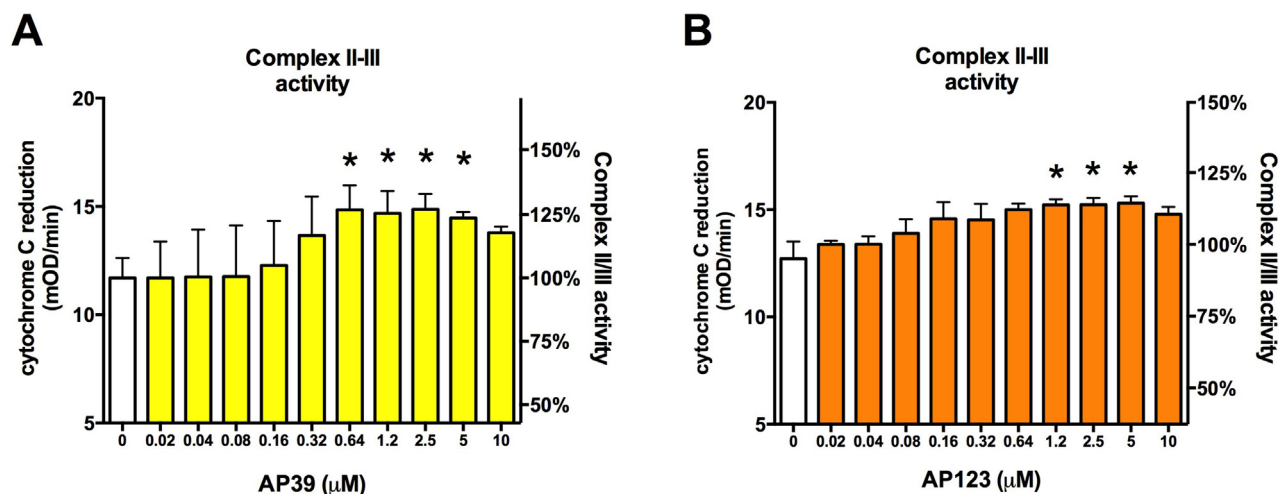 A
Complex II-III
activity
cytochrome C reduction
(mOD/min)
20
15
10
5
150%
125%
100%
75%
50%
Complex II/III activity
* * * *
0 0.02 0.04 0.08 0.16 0.32 0.64 1.2 2.5 5 10
AP39 (μM)
B
Complex II-III
activity
cytochrome C reduction
(mOD/min)
20
15
10
5
150%
125%
100%
75%
50%
Complex II/III activity
* * *
0 0.02 0.04 0.08 0.16 0.32 0.64 1.2 2.5 5 10
AP123 (μM)